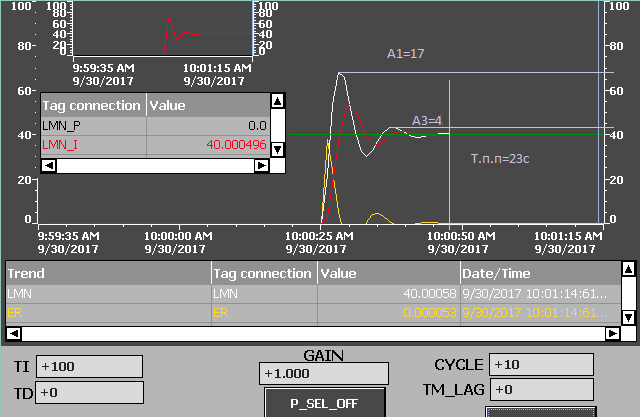 100 100
80 80
60 60
40 40
20 20
0 0
9:59:35 AM 10:01:15 AM
9/30/2017 9/30/2017
100 100
80
60 60
40 40
20 20
0 0
A1=17
A3=4
Т.п.п=23с
Tag connection Value
LMN_P 0.0
LMN_I 40.000496
9:59:35 AM 10:00:00 AM 10:00:25 AM 10:00:50 AM 10:01:15 AM
9/30/2017 9/30/2017 9/30/2017 9/30/2017 9/30/2017
Trend Tag connection Value Date/Time
LMN LMN 40.00058 9/30/2017 10:01:14:61...
ER ER 0.000053 9/30/2017 10:01:14:61...
TI +100
TD +0
GAIN
+1.000
P_SEL_OFF
CYCLE +10
TM_LAG +0